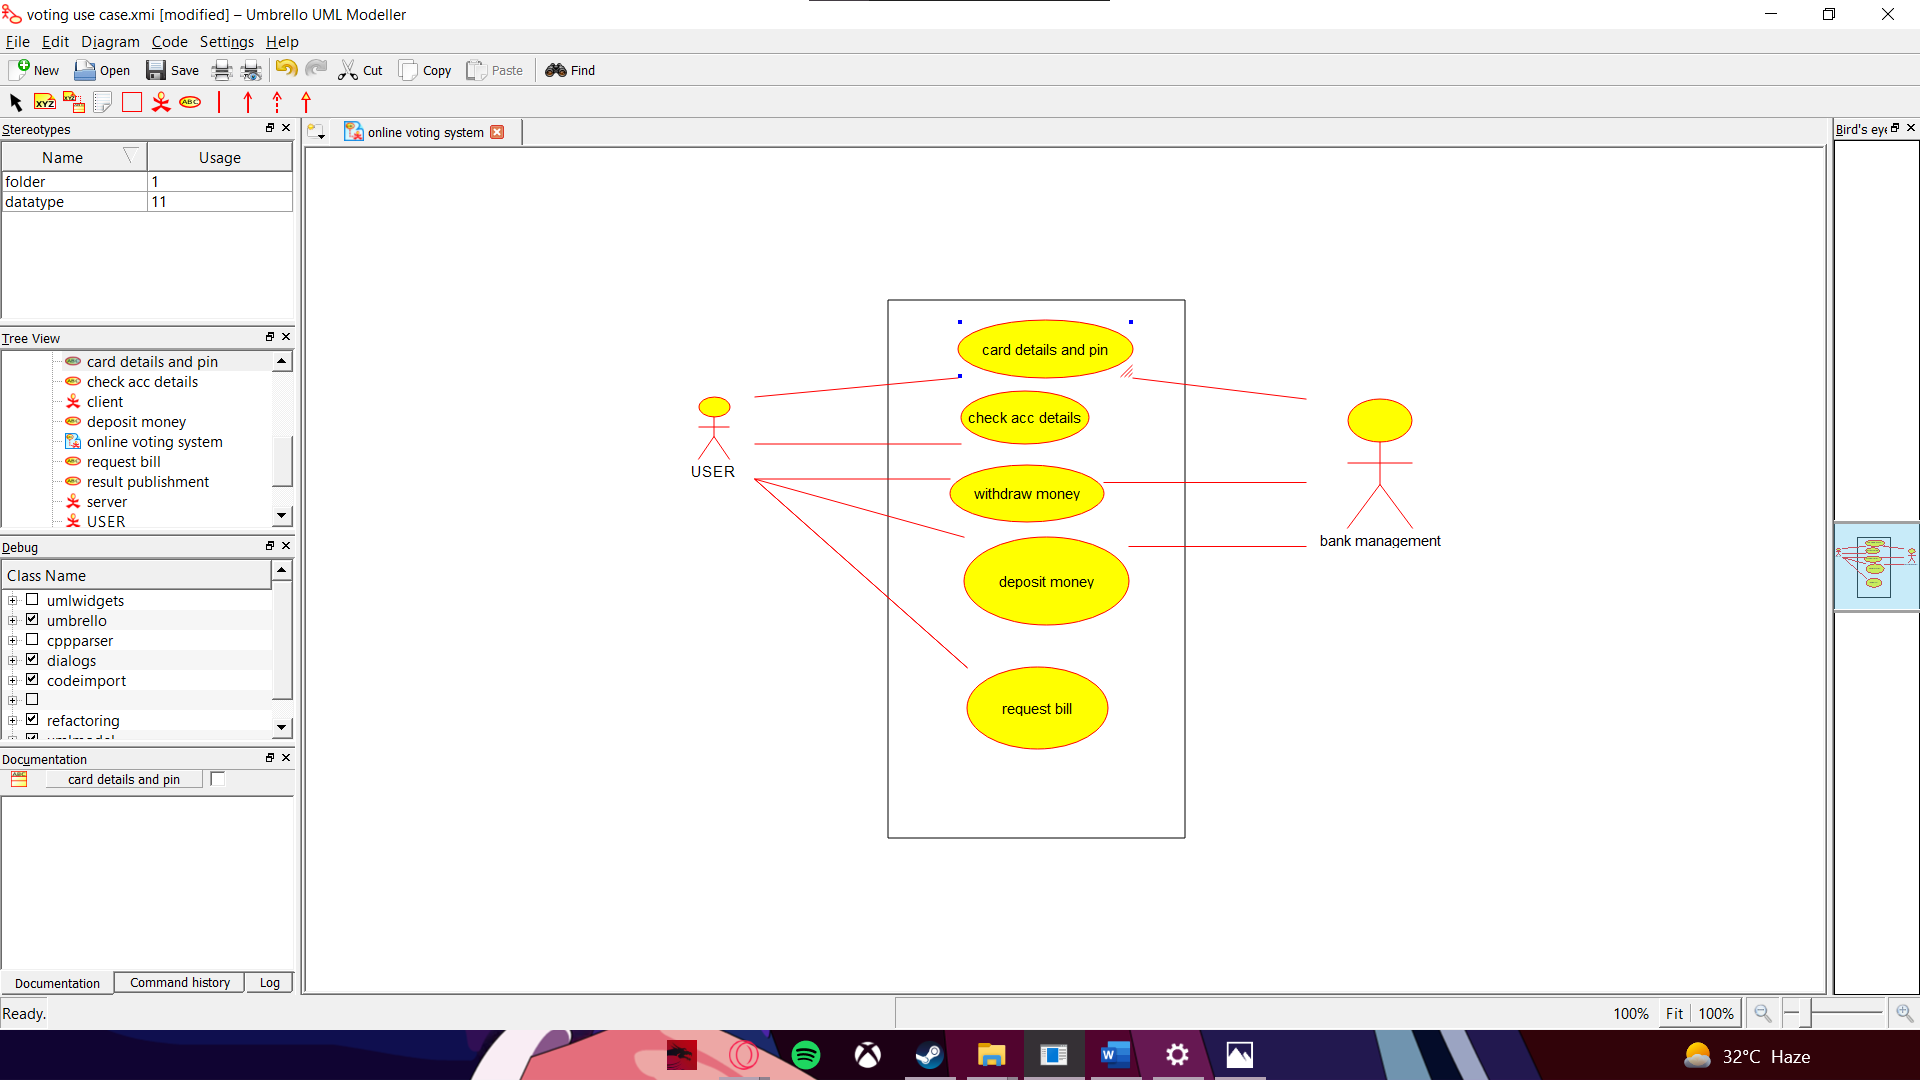 voting use case.xmi [modified] – Umbrello UML Modeller
File Edit Diagram Code Settings Help
New Open Save Cut Copy Paste Find
XYZ XYZ ABC
Stereotypes
Name Usage
folder 1
datatype 11
Tree View
card details and pin
check acc details
client
deposit money
online voting system
request bill
result publishment
server
USER
Debug
Class Name
umlwidgets
umbrello
cppparser
dialogs
codeimport
refactoring
umlmodel
Documentation
card details and pin
Documentation Command history Log
Ready.
online voting system
card details and pin
check acc details
withdraw money
deposit money
request bill
USER
bank management
Bird's eye
100% Fit 100%
32°C Haze